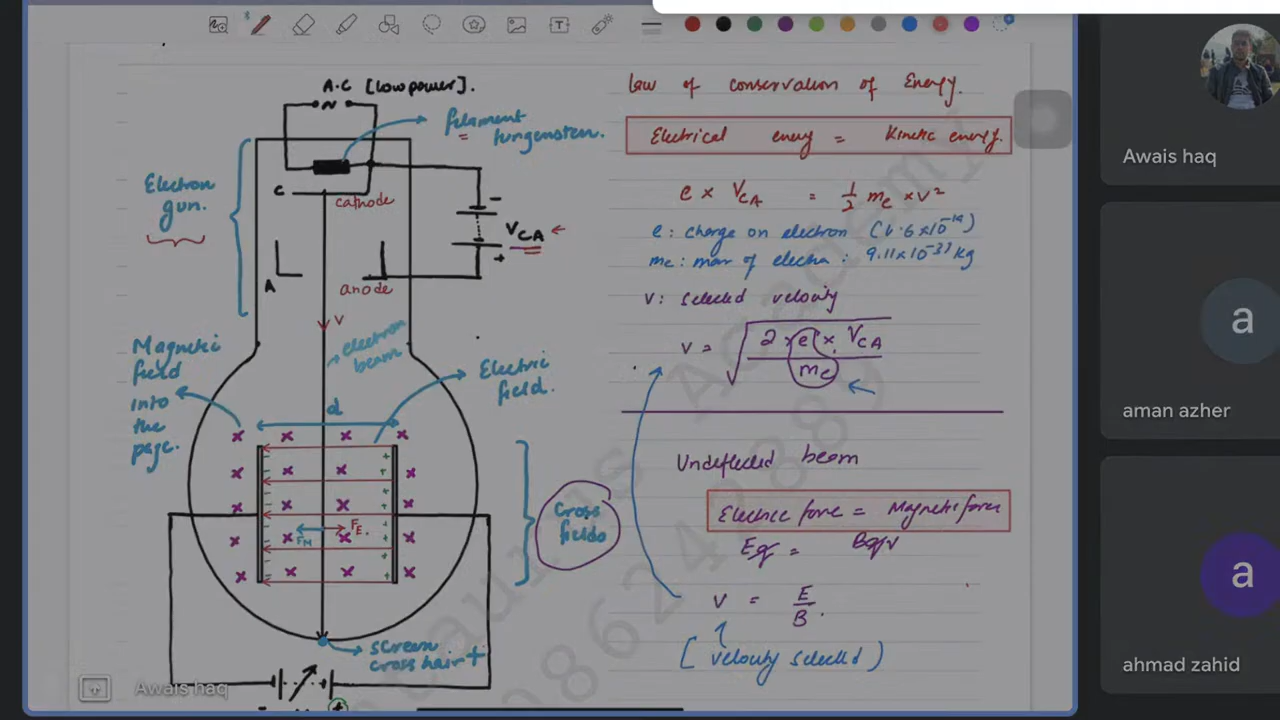 A.C [low power].
~
filament
tungensten.
Electron
gun.
C
cathode
-
VCA
+
A
anode
V
electron
beam
Magnetic
field
into
the
page.
Electric
field.
d
Cross
fields
FM
FE.
screen
cross hair +
law of conservation of Energy.
Electrical energy = Kinetic energy.
e × VCA = 1/2 me × v²
e: charge on electron (1.6×10⁻¹⁹)
me: mass of electron: 9.11×10⁻³¹ kg
v: selected velocity
v = √(2 × e × VCA / me)
Undeflected beam
Electric force = Magnetic force
Eq = Bqv
v = E/B.
[velocity selected)
Awais haq
Awais haq
a
aman azher
a
ahmad zahid